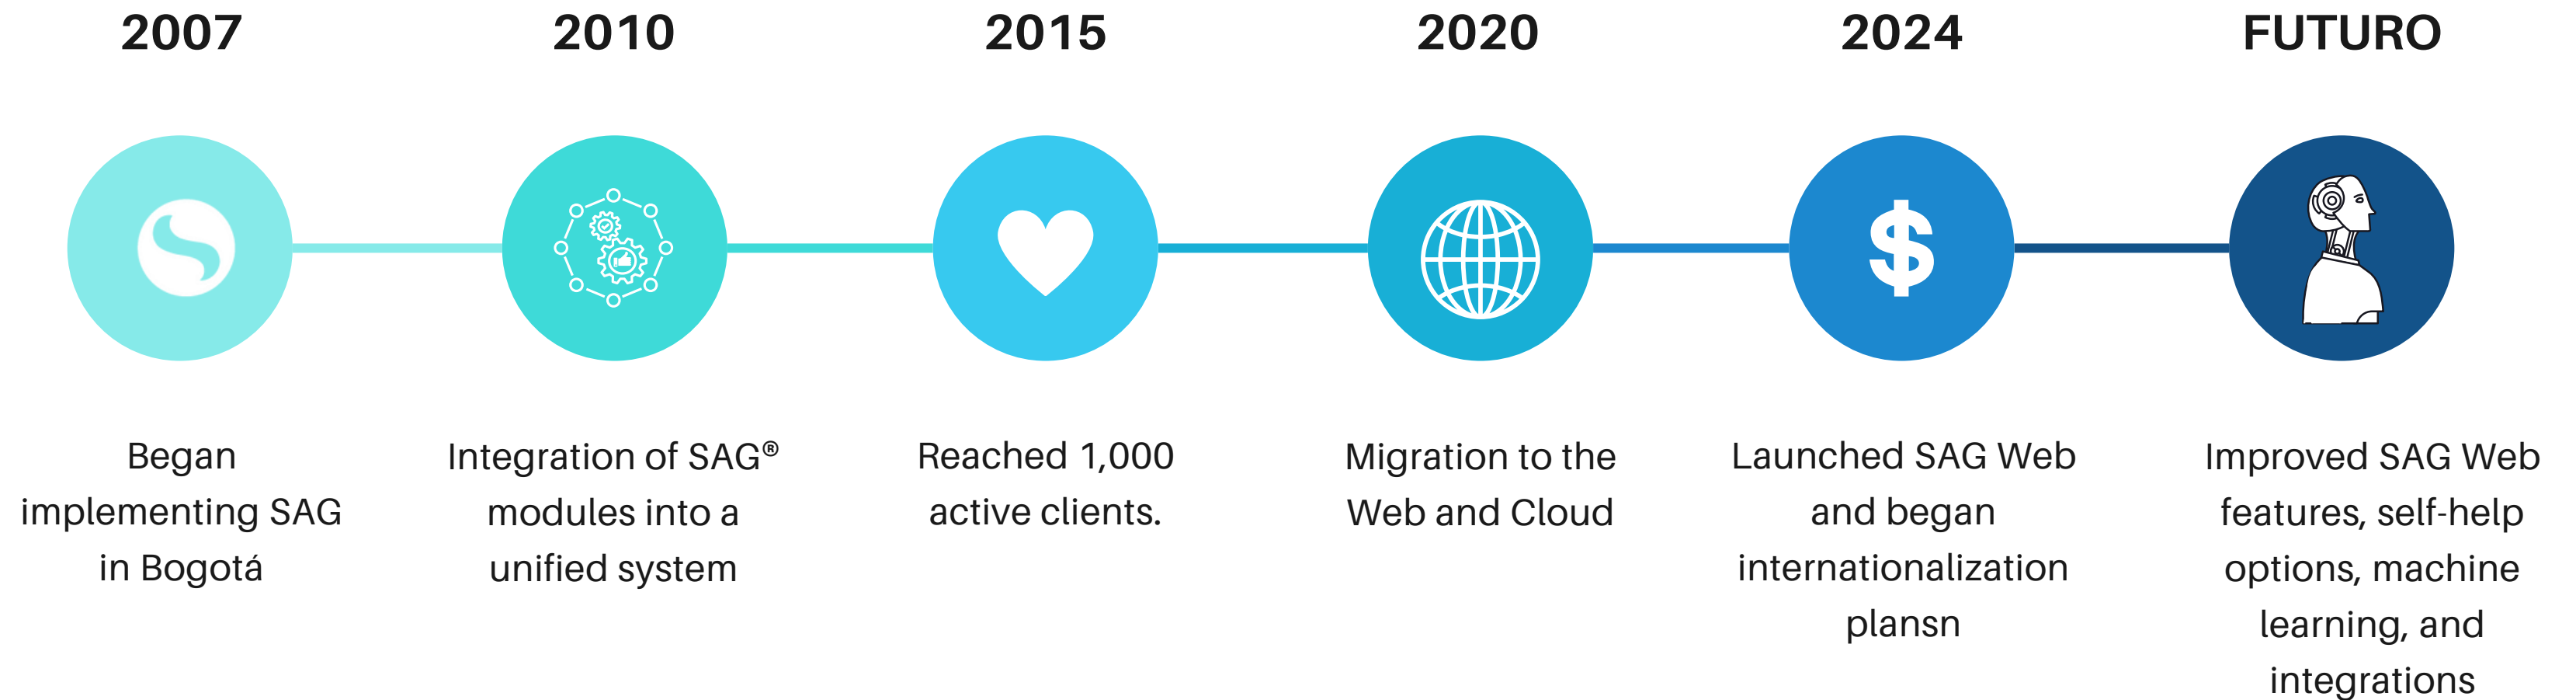 2007
Began
implementing SAG
in Bogotá
2010
Integration of SAG®
modules into a
unified system
2015
Reached 1,000
active clients.
2020
Migration to the
Web and Cloud
2024
Launched SAG Web
and began
internationalization
plansn
FUTURO
Improved SAG Web
features, self-help
options, machine
learning, and
integrations